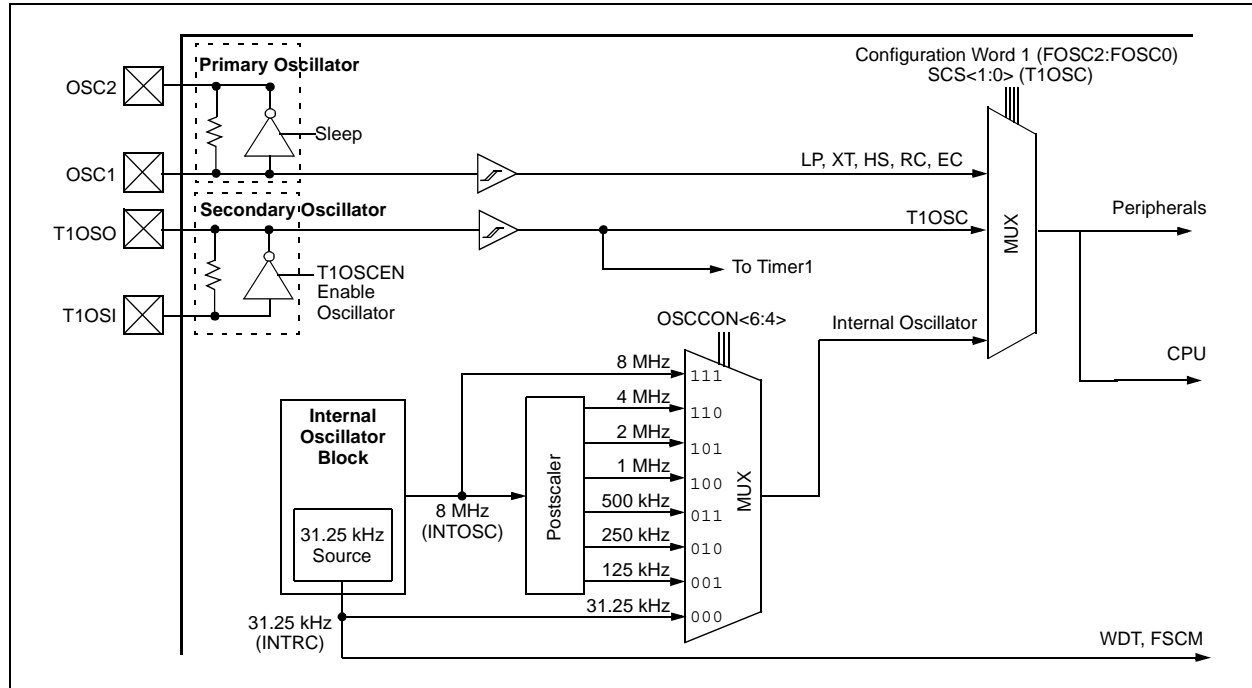 Configuration Word 1 (FOSC2:FOSC0)
SCS<1:0> (T1OSC)
Primary Oscillator
OSC2
Sleep
OSC1
LP, XT, HS, RC, EC
Secondary Oscillator
T1OSO
T1OSC
Peripherals
MUX
To Timer1
T1OSCEN
Enable
Oscillator
T1OSI
OSCCON<6:4>
Internal Oscillator
CPU
8 MHz
111
Internal
Oscillator
Block
4 MHz
110
2 MHz
101
1 MHz
100
Postscaler
MUX
8 MHz
(INTOSC)
500 kHz
011
31.25 kHz
Source
250 kHz
010
125 kHz
001
31.25 kHz
000
31.25 kHz
(INTRC)
WDT, FSCM